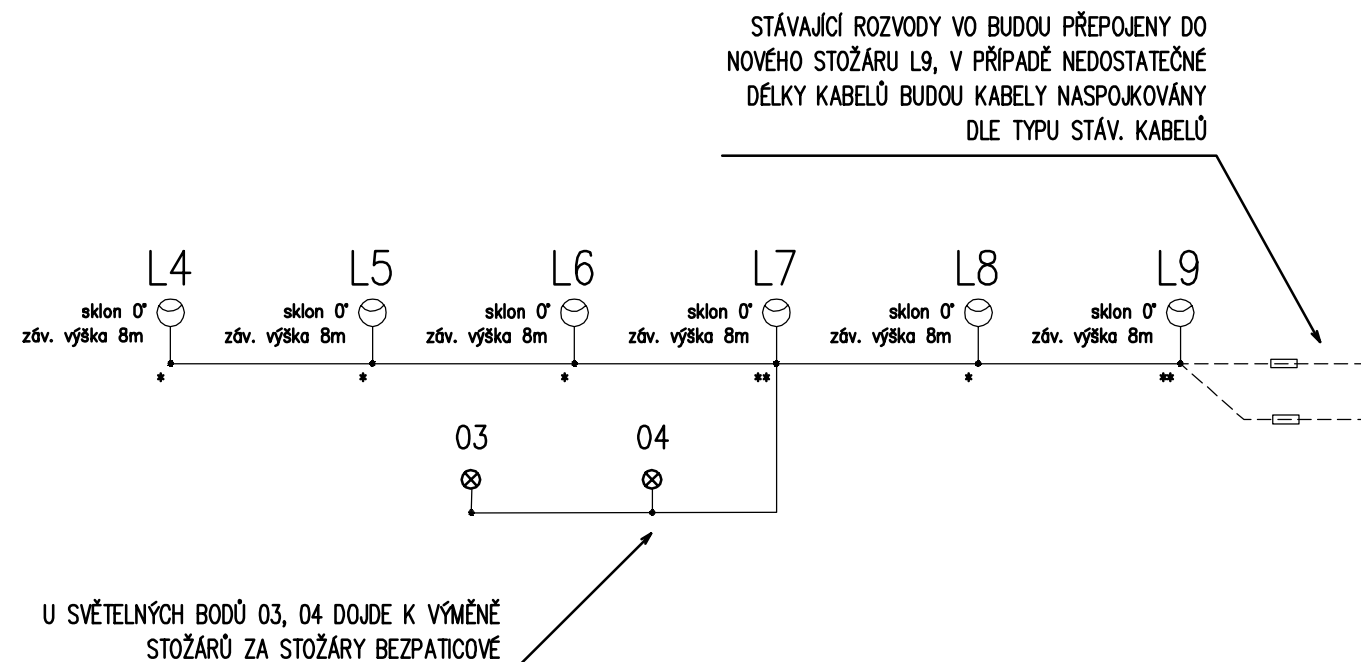 STÁVAJÍCÍ ROZVODY VO BUDOU PŘEPOJENY DO
NOVÉHO STOŽÁRU L9, V PŘÍPADĚ NEDOSTATEČNÉ
DÉLKY KABELŮ BUDOU KABELY NASPOJKOVÁNY
DLE TYPU STÁV. KABELŮ
L4 L5 L6 L7 L8 L9
sklon 0° sklon 0° sklon 0° sklon 0° sklon 0° sklon 0°
záv. výška 8m záv. výška 8m záv. výška 8m záv. výška 8m záv. výška 8m záv. výška 8m
* * * ** * **
03 04
U SVĚTELNÝCH BODŮ 03, 04 DOJDE K VÝMĚNĚ
STOŽÁRŮ ZA STOŽÁRY BEZPATICOVÉ